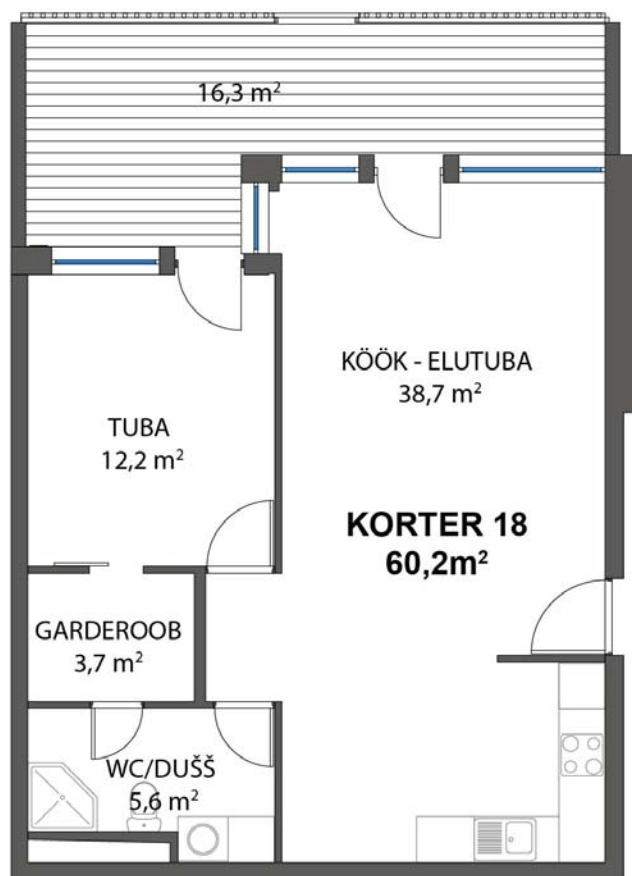 16,3 m²
KÖÖK - ELUTUBA
38,7 m²
TUBA
12,2 m²
KORTER 18
60,2m²
GARDEROOB
3,7 m²
WC/DUŠŠ
5,6 m²